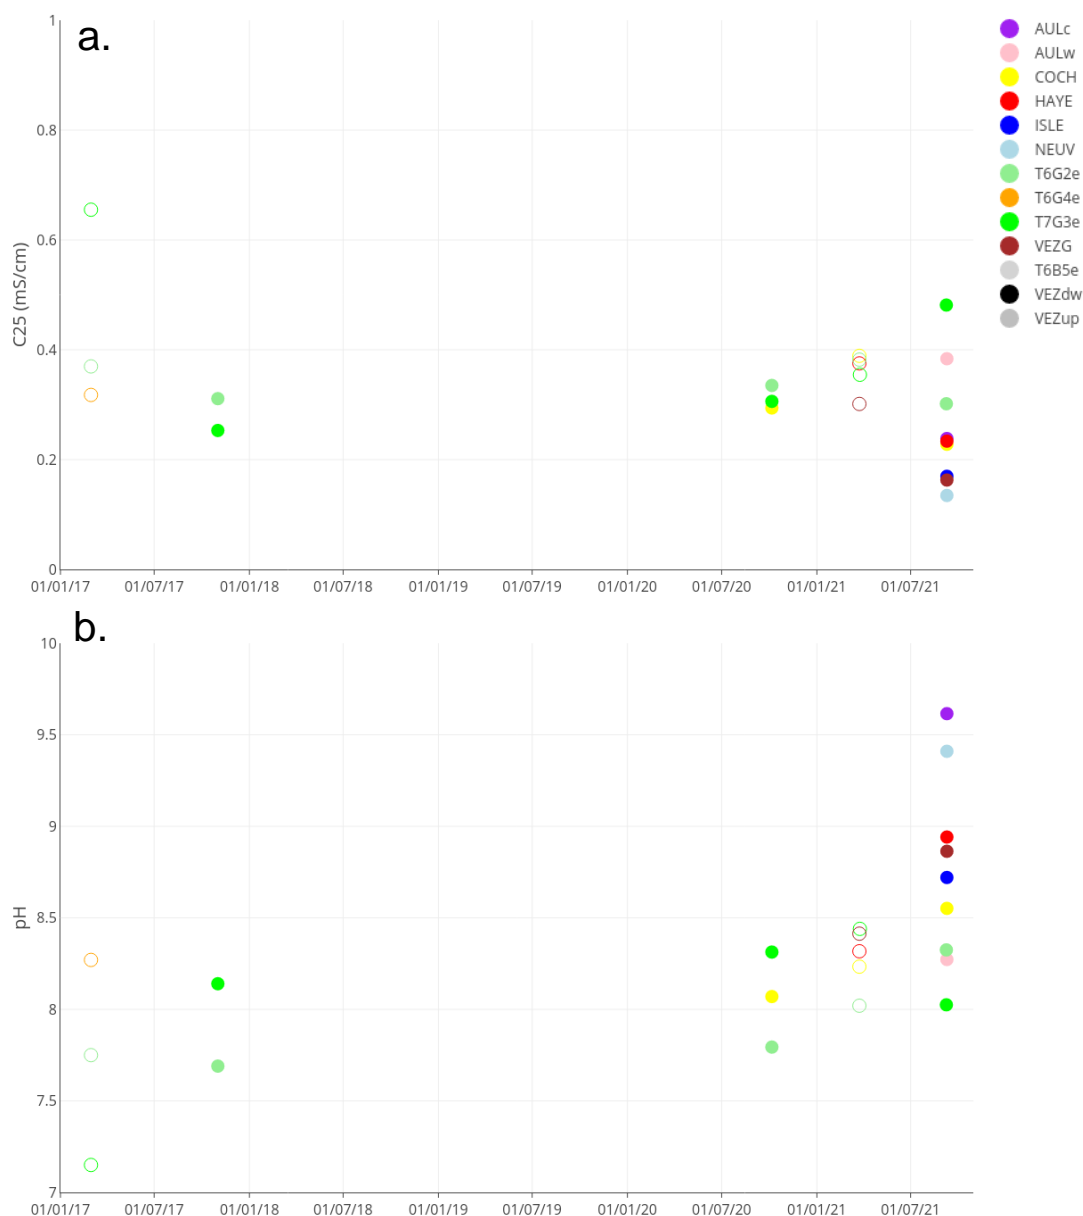 a.
1
0.8
0.6
0.4
0.2
0
C25 (mS/cm)
01/01/17 01/07/17 01/01/18 01/07/18 01/01/19 01/07/19 01/01/20 01/07/20 01/01/21 01/07/21
AULc
AULw
COCH
HAYE
ISLE
NEUV
T6G2e
T6G4e
T7G3e
VEZG
T6B5e
VEZdw
VEZup
b.
10
9.5
9
8.5
8
7.5
7
pH
01/01/17 01/07/17 01/01/18 01/07/18 01/01/19 01/07/19 01/01/20 01/07/20 01/01/21 01/07/21